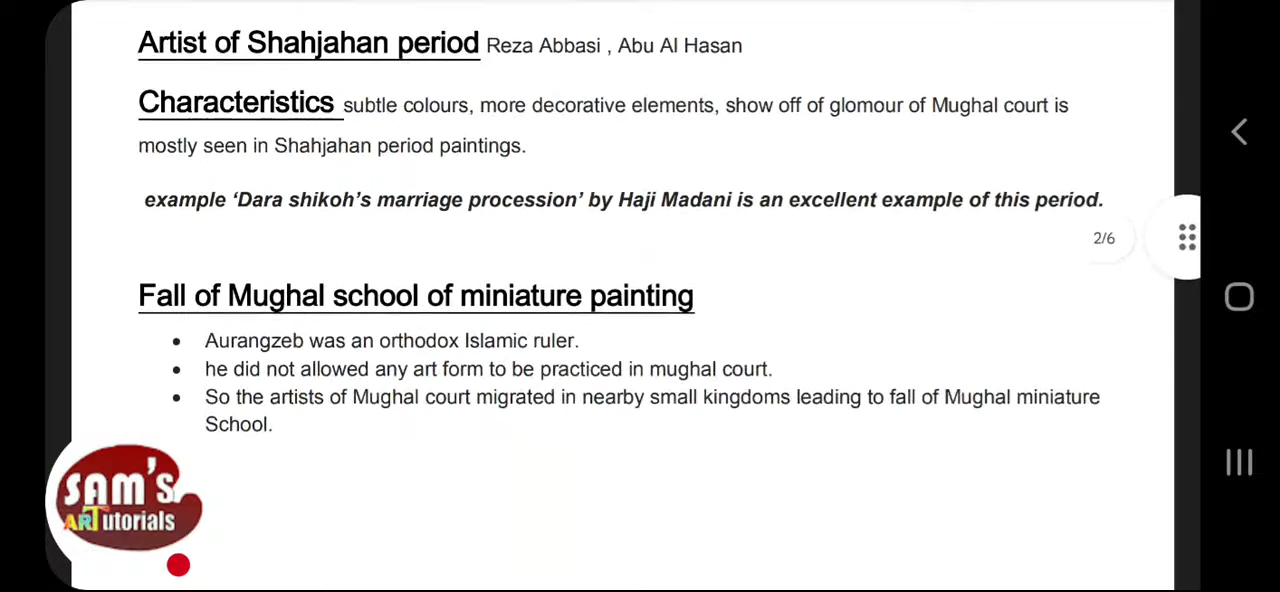 Artist of Shahjahan period Reza Abbasi , Abu Al Hasan
Characteristics subtle colours, more decorative elements, show off of glomour of Mughal court is
mostly seen in Shahjahan period paintings.
example ‘Dara shikoh’s marriage procession’ by Haji Madani is an excellent example of this period.
2/6
Fall of Mughal school of miniature painting
• Aurangzeb was an orthodox Islamic ruler.
• he did not allowed any art form to be practiced in mughal court.
• So the artists of Mughal court migrated in nearby small kingdoms leading to fall of Mughal miniature
School.
SAM'S
ARTutorials